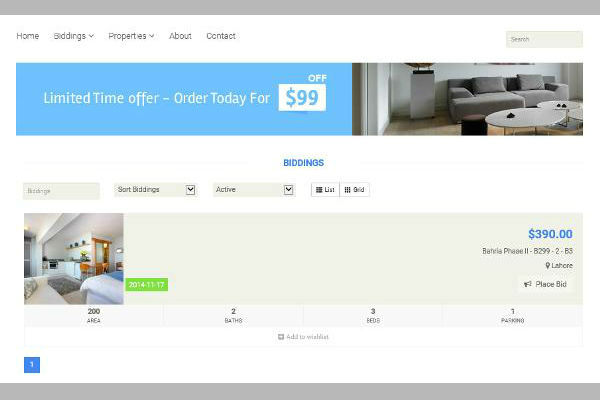 Home Biddings Properties About Contact
Search
OFF
Limited Time offer - Order Today For $99
BIDDINGS
Biddings Sort Biddings Active List Grid
$390.00
Bahria Phase II - B299 - 2 - B3
Lahore
2014-11-17 Place Bid
200 2 3 1
AREA BATHS BEDS PARKING
Add to wishlist
1